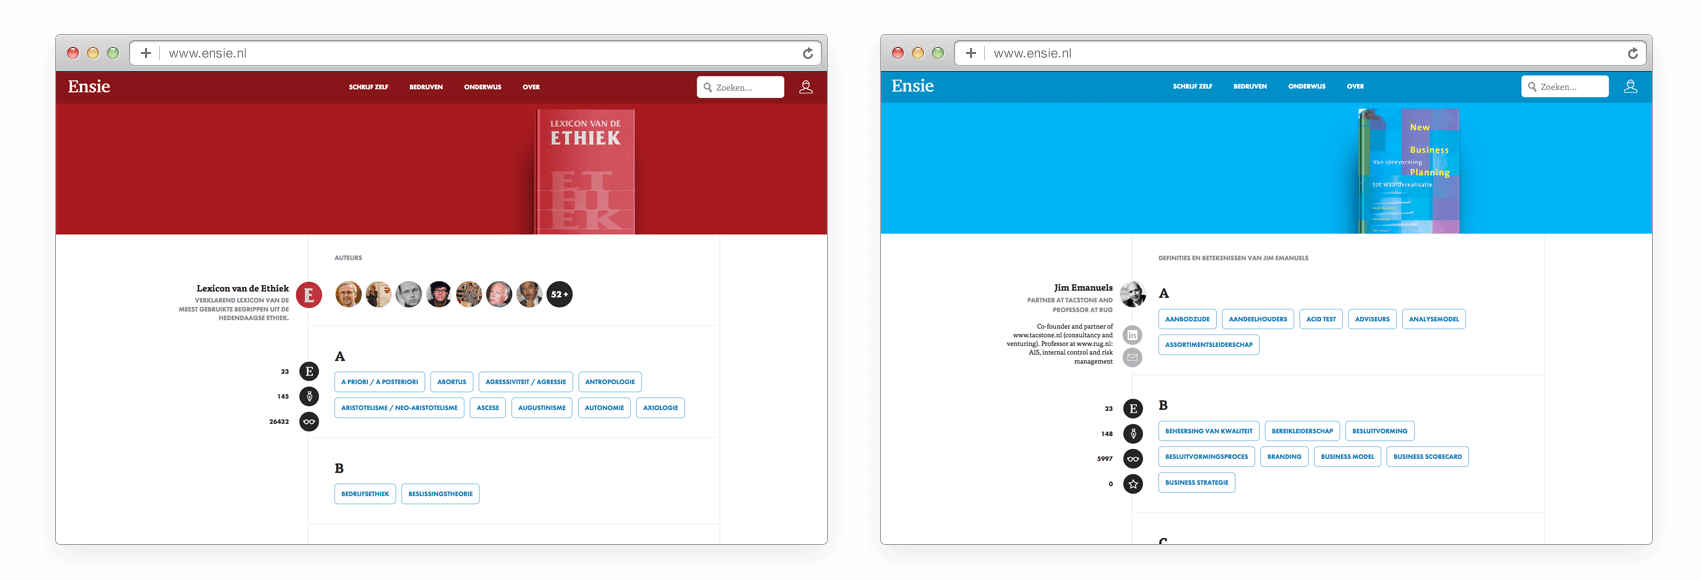 www.ensie.nl
Ensie
SCHRIJF ZELF
BEDRIJVEN
ONDERWIJS
OVER
Zoeken...
LEXICON VAN DE
ETHIEK
ET
HI
EK
AUTEURS
Lexicon van de Ethiek
VERKLAREND LEXICON VAN DE
MEEST GEBRUIKTE BEGRIPPEN UIT DE
HEDENDAAGSE ETHIEK.
E
52 +
A
23
E
A PRIORI / A POSTERIORI
ABORTUS
AGRESSIVITEIT / AGRESSIE
ANTROPOLOGIE
145
ARISTOTELISME / NEO-ARISTOTELISME
ASCESE
AUGUSTINISME
AUTONOMIE
AXIOLOGIE
26432
B
BEDRIJFSETHIEK
BESLISSINGSTHEORIE
www.ensie.nl
Ensie
SCHRIJF ZELF
BEDRIJVEN
ONDERWIJS
OVER
Zoeken...
New
Business
Van ideevorming
Planning
tot waarderealisatie
DEFINITIES EN BETEKENISSEN VAN JIM EMANUELS
Jim Emanuels
PARTNER AT TACSTONE AND
PROFESSOR AT RUG
Co-founder and partner of
www.tacstone.nl (consultancy and
venturing). Professor at www.rug.nl:
AIS, internal control and risk
management
in
A
AANBODZIJDE
AANDEELHOUDERS
ACID TEST
ADVISEURS
ANALYSEMODEL
ASSORTIMENTSLEIDERSCHAP
B
23
E
148
5997
0
BEHEERSING VAN KWALITEIT
BEREIKLEIDERSCHAP
BESLUITVORMING
BESLUITVORMINGSPROCES
BRANDING
BUSINESS MODEL
BUSINESS SCORECARD
BUSINESS STRATEGIE
C